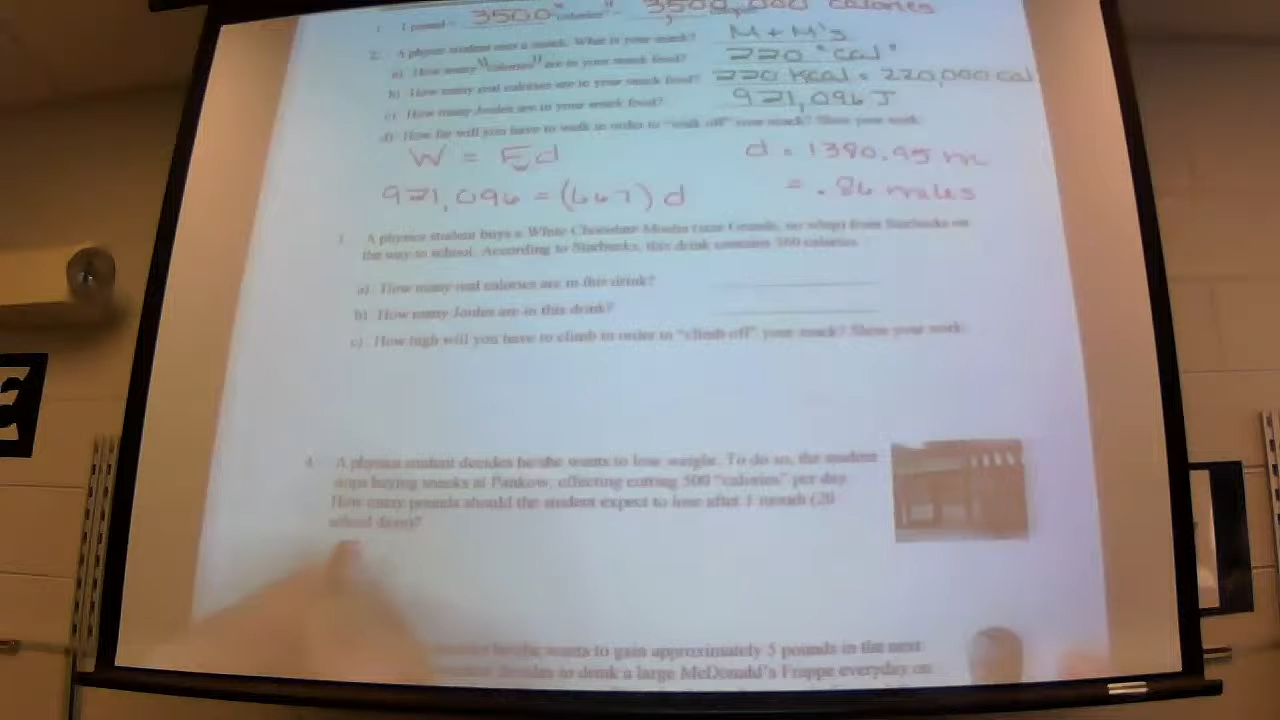 1. 1 pound = 3500 "calories" = 3,500,000 calories
2. A physics student eats a snack. What is your snack? M + M's
a) How many "calories" are in your snack food? 220 "cal"
b) How many real calories are in your snack food? 220 kcal = 220,000 cal
c) How many Joules are in your snack food? 921,096 J
d) How far will you have to walk in order to "walk off" your snack? Show your work.
W = Fd d = 1380.95 m
921,096 = (667) d = .86 miles
3. A physics student buys a White Chocolate Mocha from Starbucks on
the way to school. According to Starbucks, this drink contains calories.
a) How many real calories are in this drink?
b) How many Joules are in this drink?
c) How high will you have to climb in order to "climb off" your snack? Show your work.
4. A physics student decides he/she wants to lose weight. To do so, the student
stops buying snacks at Pankow, effecting cutting 500 "calories" per day.
How many pounds should the student expect to lose after 1 month (20
school days)?
he/she wants to gain approximately 5 pounds in the next
decides to drink a large McDonald's Frappe everyday on